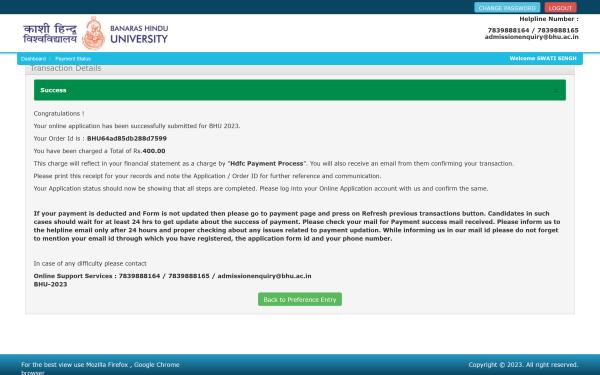 CHANGE PASSWORD LOGOUT
Helpline Number :
7839888164 / 7839888165
admissionenquiry@bhu.ac.in
काशी हिन्दू
विश्वविद्यालय
BANARAS HINDU
UNIVERSITY
Dashboard Payment Status Welcome SWATI SINGH
Transaction Details
Success
Congratulations !
Your online application has been successfully submitted for BHU 2023.
Your Order Id is : BHU64ad85db288d7599
You have been charged a Total of Rs.400.00
This charge will reflect in your financial statement as a charge by "Hdfc Payment Process". You will also receive an email from them confirming your transaction.
Please print this receipt for your records and note the Application / Order ID for further reference and communication.
Your Application status should now be showing that all steps are completed. Please log into your Online Application account with us and confirm the same.
If your payment is deducted and Form is not updated then please go to payment page and press on Refresh previous transactions button. Candidates in such
cases should wait for at least 24 hrs to get update about the success of payment. Please check your mail for Payment success mail received. Please inform us to
the helpline email only after 24 hours and proper checking about any issues related to payment updation. While informing us in our mail id please do not forget
to mention your email id through which you have registered, the application form id and your phone number.
In case of any difficulty please contact
Online Support Services : 7839888164 / 7839888165 / admissionenquiry@bhu.ac.in
BHU-2023
Back to Preference Entry
For the best view use Mozilla Firefox , Google Chrome Copyright © 2023. All rights reserved.
browser